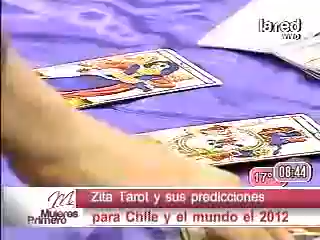 lared
17°
08:44
Zita Tarot y sus predicciones
para Chile y el mundo el 2012
M
Mujeres
Primero